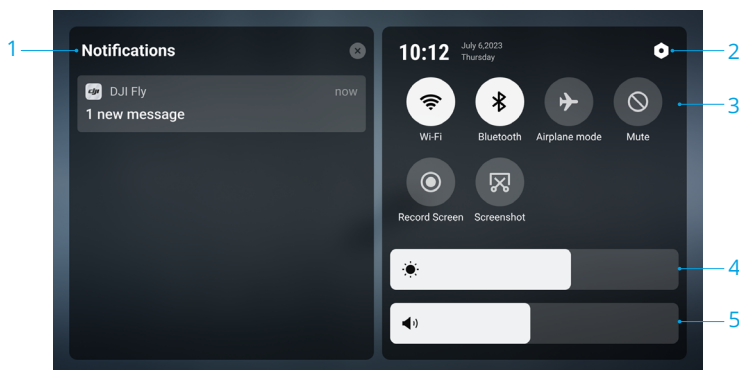 1
Notifications
DJI Fly
now
1 new message
10:12
July 6,2023
Thursday
2
3
Wi-Fi
Bluetooth
Airplane mode
Mute
Record Screen
Screenshot
4
5